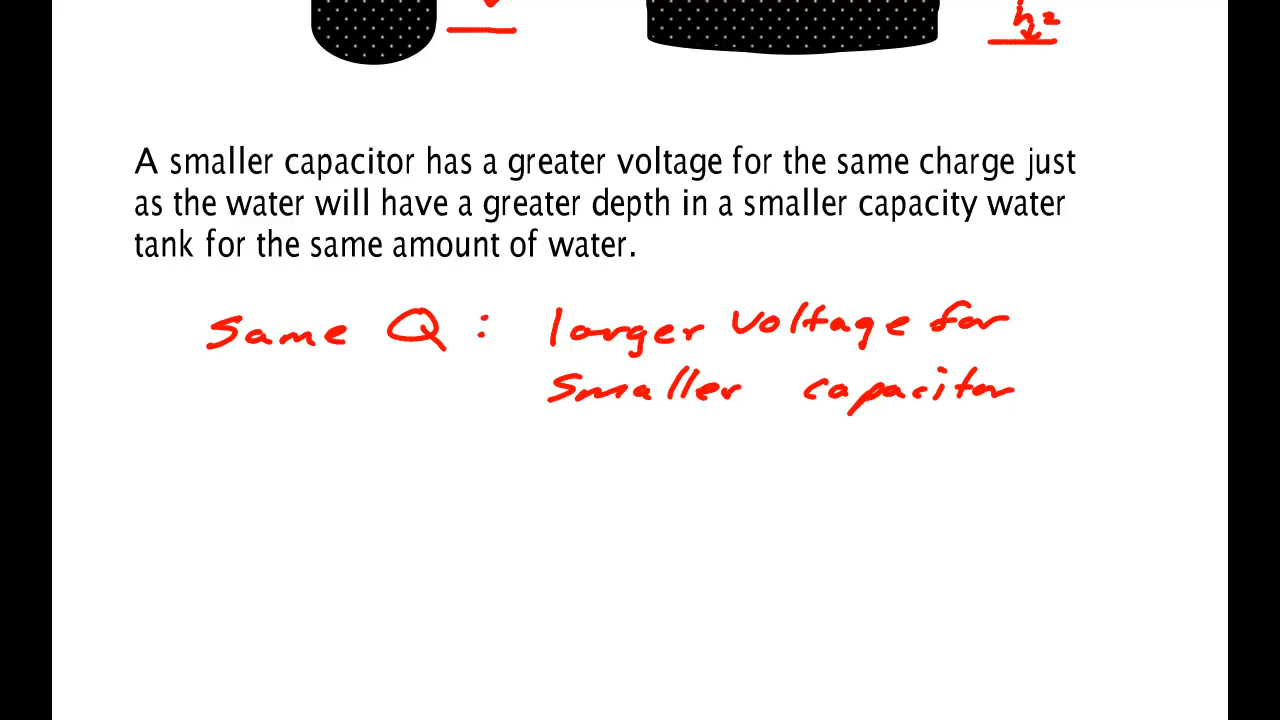 h2
A smaller capacitor has a greater voltage for the same charge just
as the water will have a greater depth in a smaller capacity water
tank for the same amount of water.
Same Q : larger voltage for
smaller capacitor